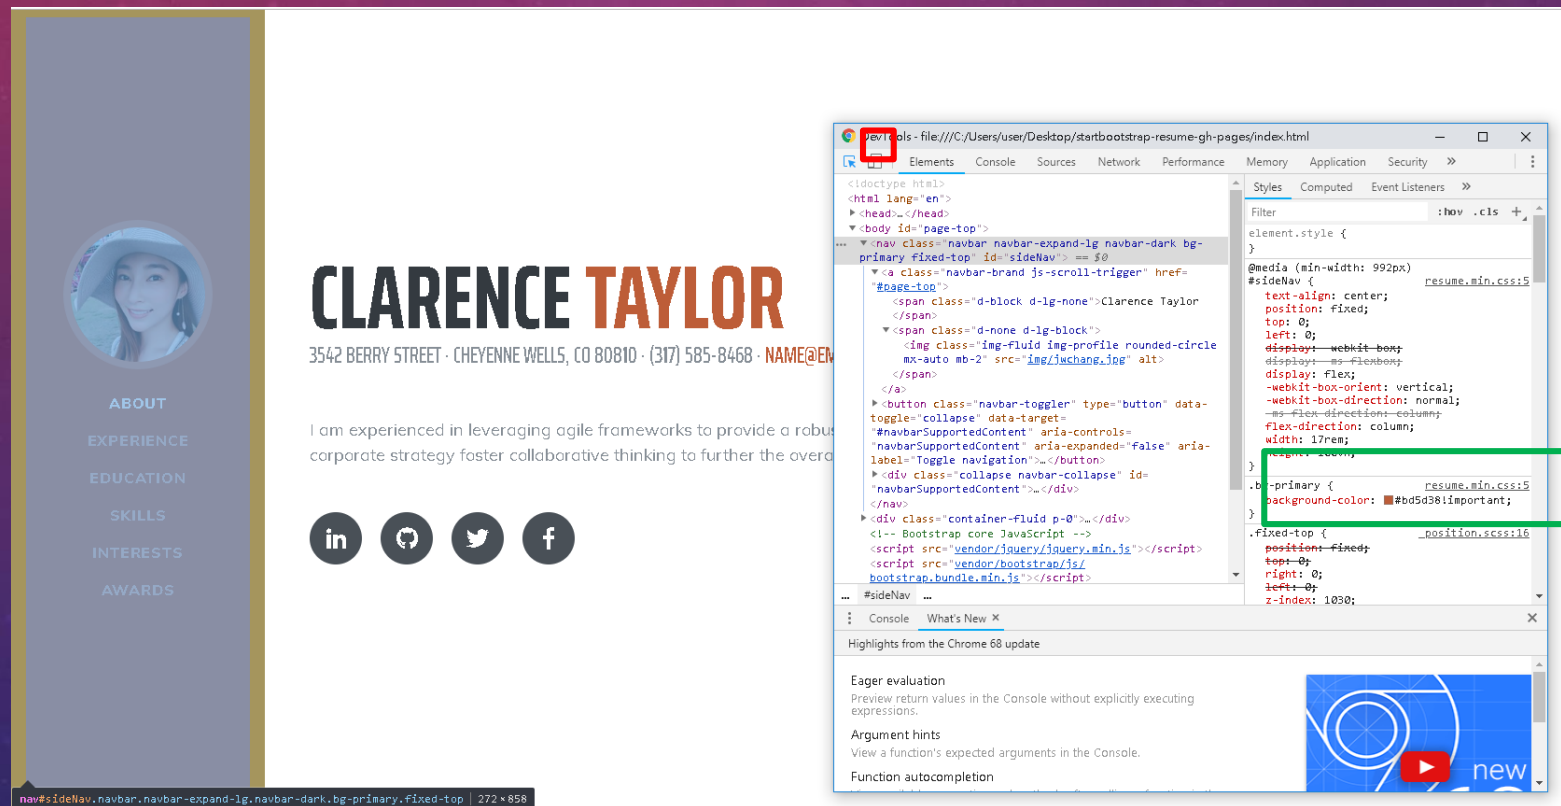 ABOUT
EXPERIENCE
EDUCATION
SKILLS
INTERESTS
AWARDS
CLARENCE TAYLOR
3542 BERRY STREET · CHEYENNE WELLS, CO 80810 · (317) 585-8468 · NAME@EM
I am experienced in leveraging agile frameworks to provide a robus
corporate strategy foster collaborative thinking to further the overa
in
f
nav#sideNav.navbar.navbar-expand-lg.navbar-dark.bg-primary.fixed-top | 272×858
DevTools - file:///C:/Users/user/Desktop/startbootstrap-resume-gh-pages/index.html
Elements Console Sources Network Performance Memory Application Security »
<!doctype html>
<html lang="en">
<head>…</head>
<body id="page-top">
<nav class="navbar navbar-expand-lg navbar-dark bg-
primary fixed-top" id="sideNav"> == $0
<a class="navbar-brand js-scroll-trigger" href=
"#page-top">
<span class="d-block d-lg-none">Clarence Taylor
</span>
<span class="d-none d-lg-block">
<img class="img-fluid img-profile rounded-circle
mx-auto mb-2" src="img/jwchang.jpg" alt>
</span>
</a>
<button class="navbar-toggler" type="button" data-
toggle="collapse" data-target=
"#navbarSupportedContent" aria-controls=
"navbarSupportedContent" aria-expanded="false" aria-
label="Toggle navigation">…</button>
<div class="collapse navbar-collapse" id=
"navbarSupportedContent">…</div>
</nav>
<div class="container-fluid p-0">…</div>
<!-- Bootstrap core JavaScript -->
<script src="vendor/jquery/jquery.min.js"></script>
<script src="vendor/bootstrap/js/
bootstrap.bundle.min.js"></script>
... #sideNav ...
Styles Computed Event Listeners »
Filter :hov .cls +
element.style {
}
@media (min-width: 992px)
#sideNav { resume.min.css:5
text-align: center;
position: fixed;
top: 0;
left: 0;
display: -webkit-box;
display: -ms-flexbox;
display: flex;
-webkit-box-orient: vertical;
-webkit-box-direction: normal;
-ms-flex-direction: column;
flex-direction: column;
width: 17rem;
height: 100vh;
}
.bg-primary { resume.min.css:5
background-color: #bd5d38!important;
}
.fixed-top { _position.scss:16
position: fixed;
top: 0;
right: 0;
left: 0;
z-index: 1030;
Console What's New ×
Highlights from the Chrome 68 update
Eager evaluation
Preview return values in the Console without explicitly executing
expressions.
Argument hints
View a function's expected arguments in the Console.
Function autocompletion
new